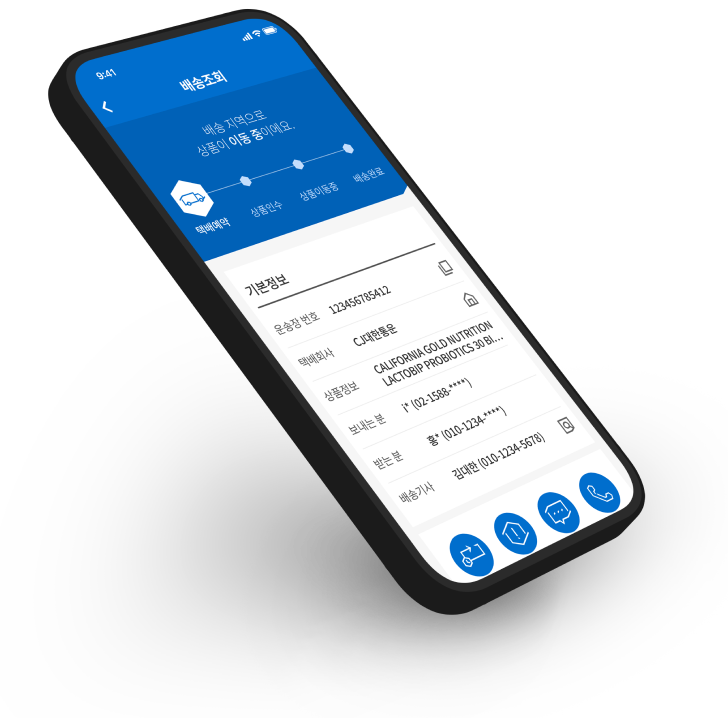 9:41
배송조회
배송 지역으로
상품이 이동 중이에요.
택배예약 상품인수 상품이동중 배송완료
기본정보
운송장 번호 123456785412
택배회사 CJ대한통운
상품정보 CALIFORNIA GOLD NUTRITION
LACTOBIP PROBIOTICS 30 BI...
보내는 분 i* (02-1588-****)
받는 분 홍* (010-1234-****)
배송기사 김대한 (010-1234-5678)